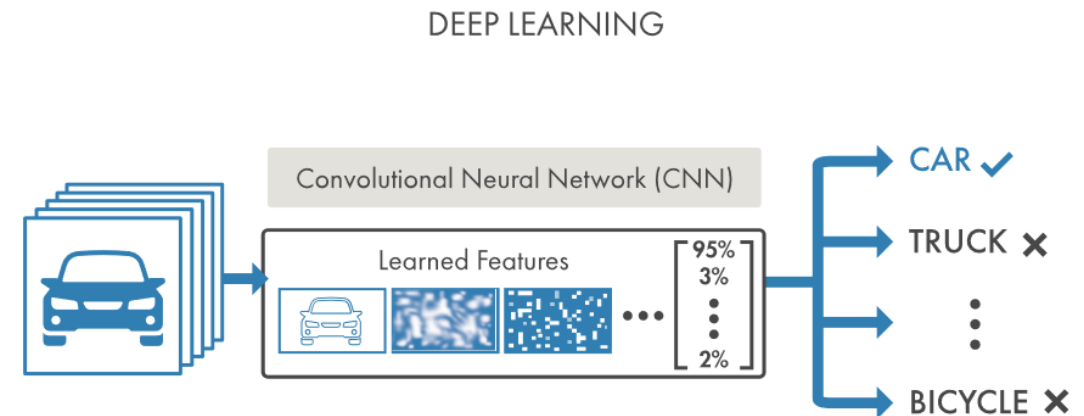 DEEP LEARNING
Convolutional Neural Network (CNN)
Learned Features
95%
3%
2%
CAR
TRUCK
BICYCLE